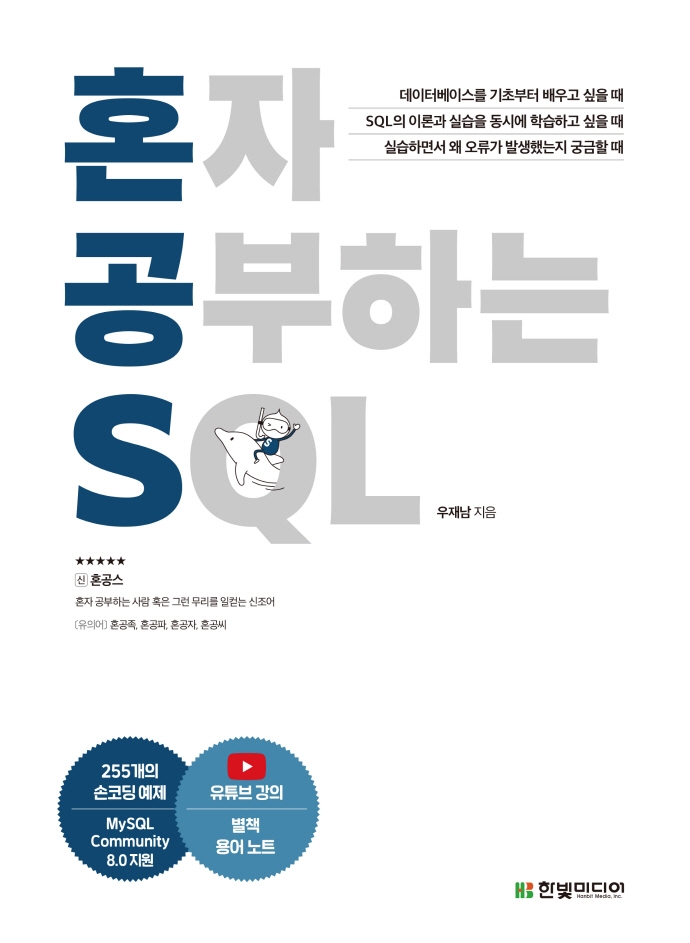 혼자
공부하는
SQL
데이터베이스를 기초부터 배우고 싶을 때
SQL의 이론과 실습을 동시에 학습하고 싶을 때
실습하면서 왜 오류가 발생했는지 궁금할 때
S
우재남 지음
★★★★★
신 혼공스
혼자 공부하는 사람 혹은 그런 무리를 일컫는 신조어
[유의어] 혼공족, 혼공파, 혼공자, 혼공씨
255개의
손코딩 예제
MySQL
Community
8.0 지원
유튜브 강의
별책
용어 노트
HB 한빛미디어
Hanbit Media, Inc.